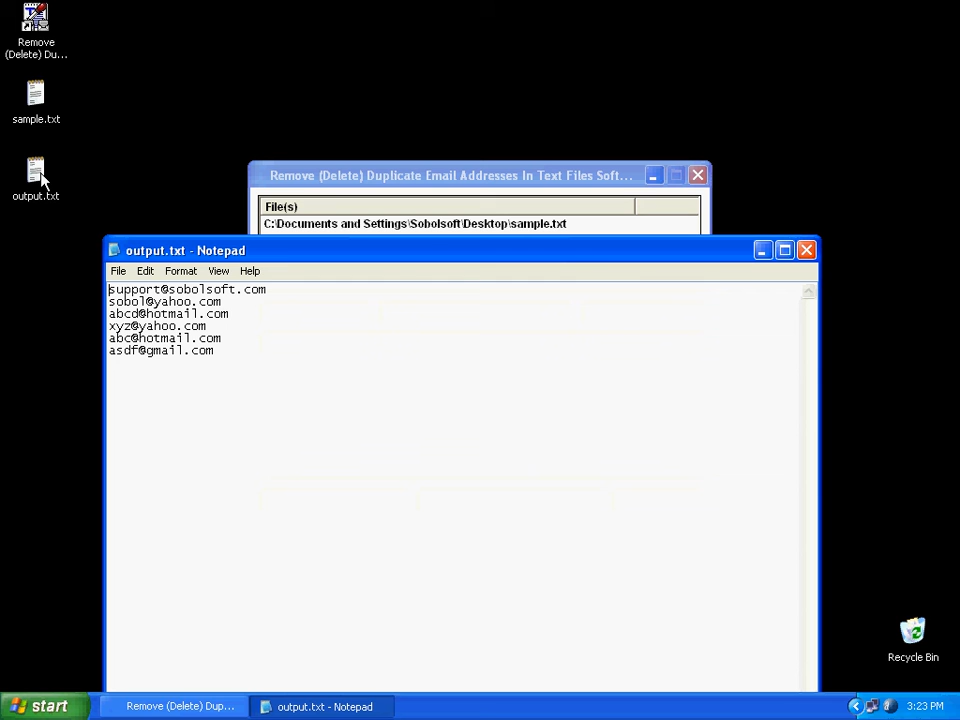 Remove
(Delete) Du...
sample.txt
output.txt
Remove (Delete) Duplicate Email Addresses In Text Files Soft...
File(s)
C:\Documents and Settings\Sobolsoft\Desktop\sample.txt
output.txt - Notepad
File Edit Format View Help
support@sobolsoft.com
sobol@yahoo.com
abcd@hotmail.com
xyz@yahoo.com
abc@hotmail.com
asdf@gmail.com
Recycle Bin
start
Remove (Delete) Dup...
output.txt - Notepad
3:23 PM